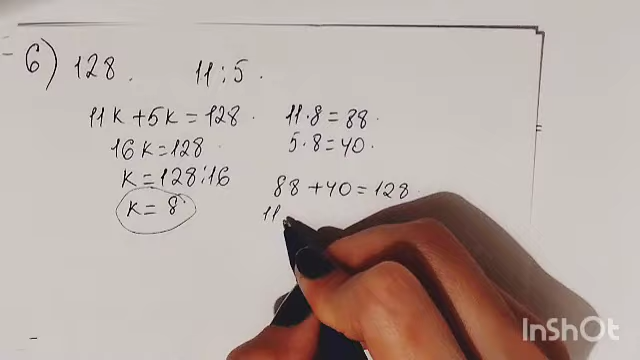 6) 128. 11:5.
11k+5k=128.
16k=128.
k=128:16
k=8
11·8=88.
5·8=40.
88+40=128.
11
InShOt